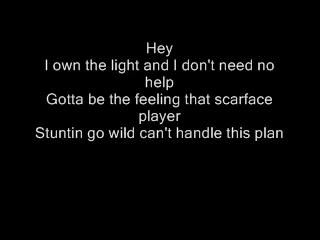 Hey
I own the light and I don't need no
help
Gotta be the feeling that scarface
player
Stuntin go wild can't handle this plan